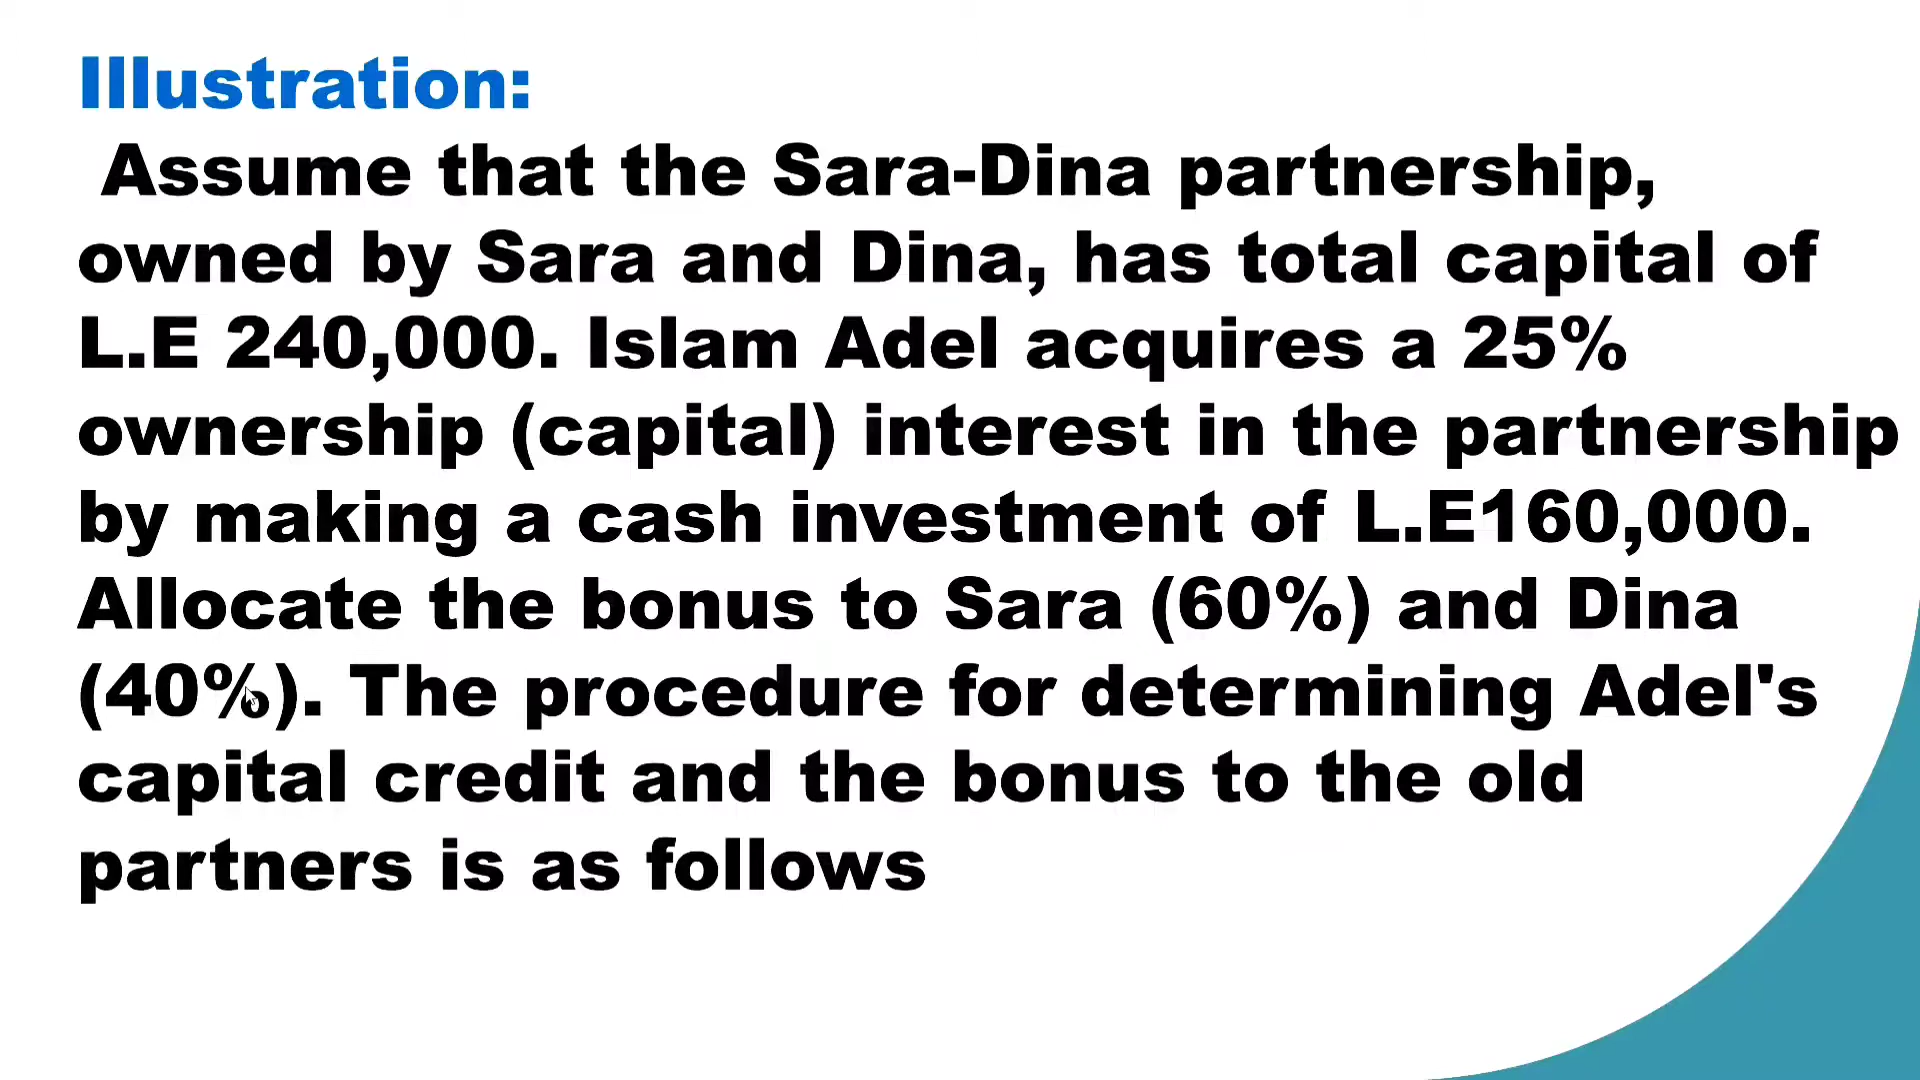 Illustration:
Assume that the Sara-Dina partnership,
owned by Sara and Dina, has total capital of
L.E 240,000. Islam Adel acquires a 25%
ownership (capital) interest in the partnership
by making a cash investment of L.E160,000.
Allocate the bonus to Sara (60%) and Dina
(40%). The procedure for determining Adel's
capital credit and the bonus to the old
partners is as follows